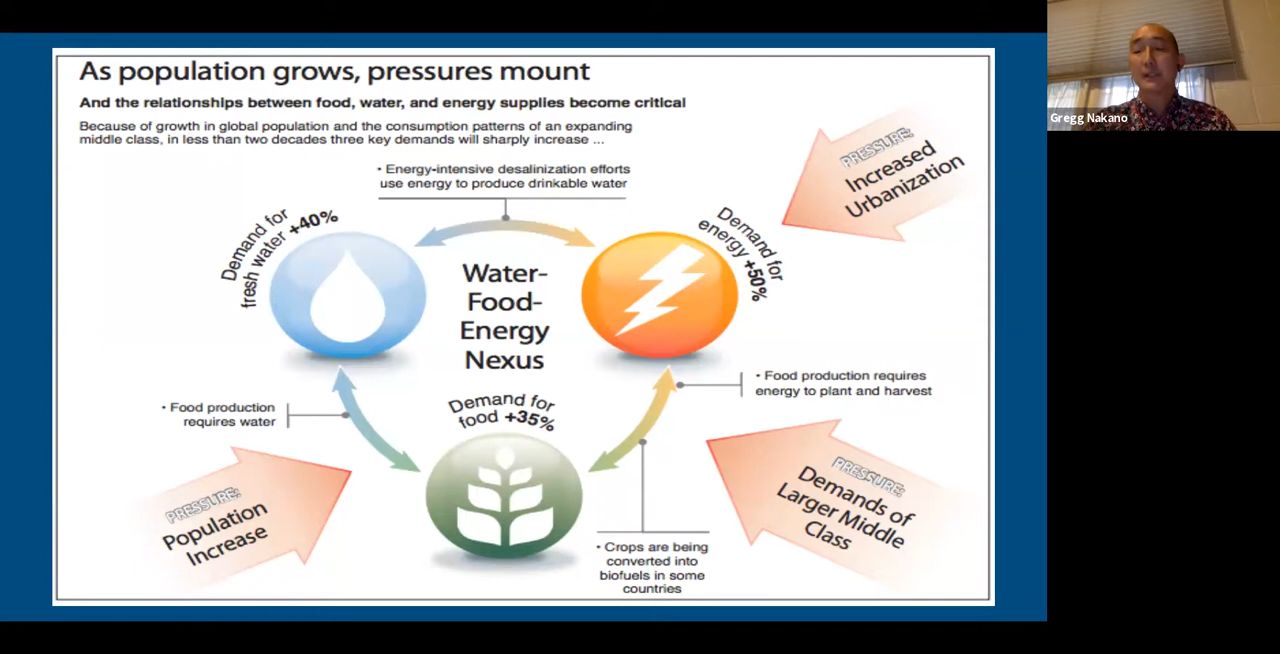 As population grows, pressures mount
And the relationships between food, water, and energy supplies become critical
Because of growth in global population and the consumption patterns of an expanding
middle class, in less than two decades three key demands will sharply increase ...
• Energy-intensive desalinization efforts
use energy to produce drinkable water
Demand for
fresh water +40%
Demand for
energy +50%
Water-
Food-
Energy
Nexus
Demand for
food +35%
• Food production
requires water
• Food production requires
energy to plant and harvest
• Crops are being
converted into
biofuels in some
countries
PRESSURE:
Increased
Urbanization
PRESSURE:
Population
Increase
PRESSURE:
Demands of
Larger Middle
Class
Gregg Nakano